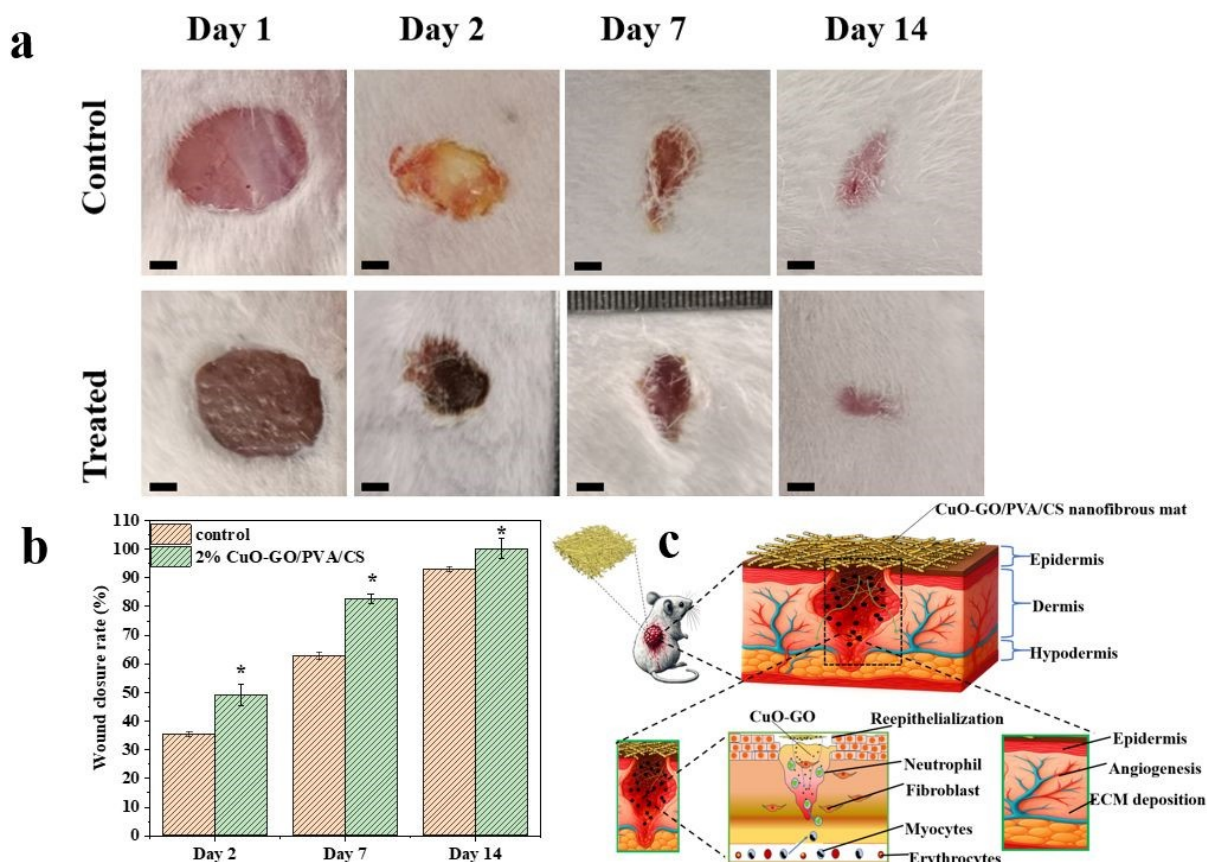 a
Day 1
Day 2
Day 7
Day 14
Control
Treated
b
Wound closure rate (%)
110
100
90
80
70
60
50
40
30
20
10
0
control
2% CuO-GO/PVA/CS
*
*
*
Day 2
Day 7
Day 14
c
CuO-GO/PVA/CS nanofibrous mat
Epidermis
Dermis
Hypodermis
CuO-GO
Reepithelialization
Neutrophil
Fibroblast
Myocytes
Erythrocytes
Epidermis
Angiogenesis
ECM deposition